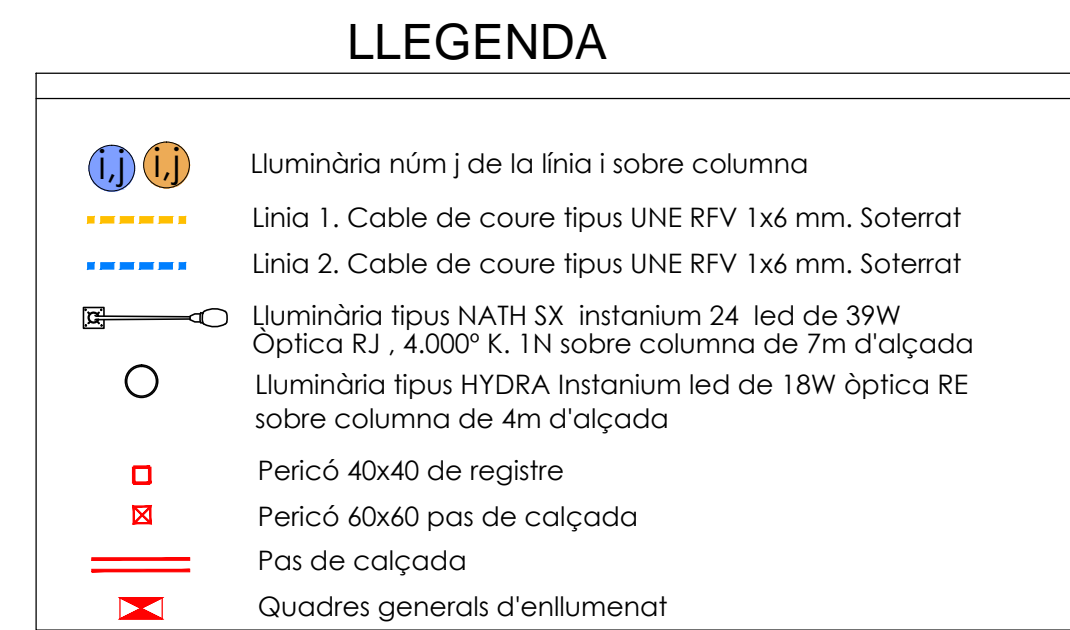 LLEGENDA
i,j i,j Lluminària núm j de la línia i sobre columna
Linia 1. Cable de coure tipus UNE RFV 1x6 mm. Soterrat
Linia 2. Cable de coure tipus UNE RFV 1x6 mm. Soterrat
Lluminària tipus NATH SX instanium 24 led de 39W
Òptica RJ , 4.000º K. 1N sobre columna de 7m d'alçada
Lluminària tipus HYDRA Instanium led de 18W òptica RE
sobre columna de 4m d'alçada
Pericó 40x40 de registre
Pericó 60x60 pas de calçada
Pas de calçada
Quadres generals d'enllumenat